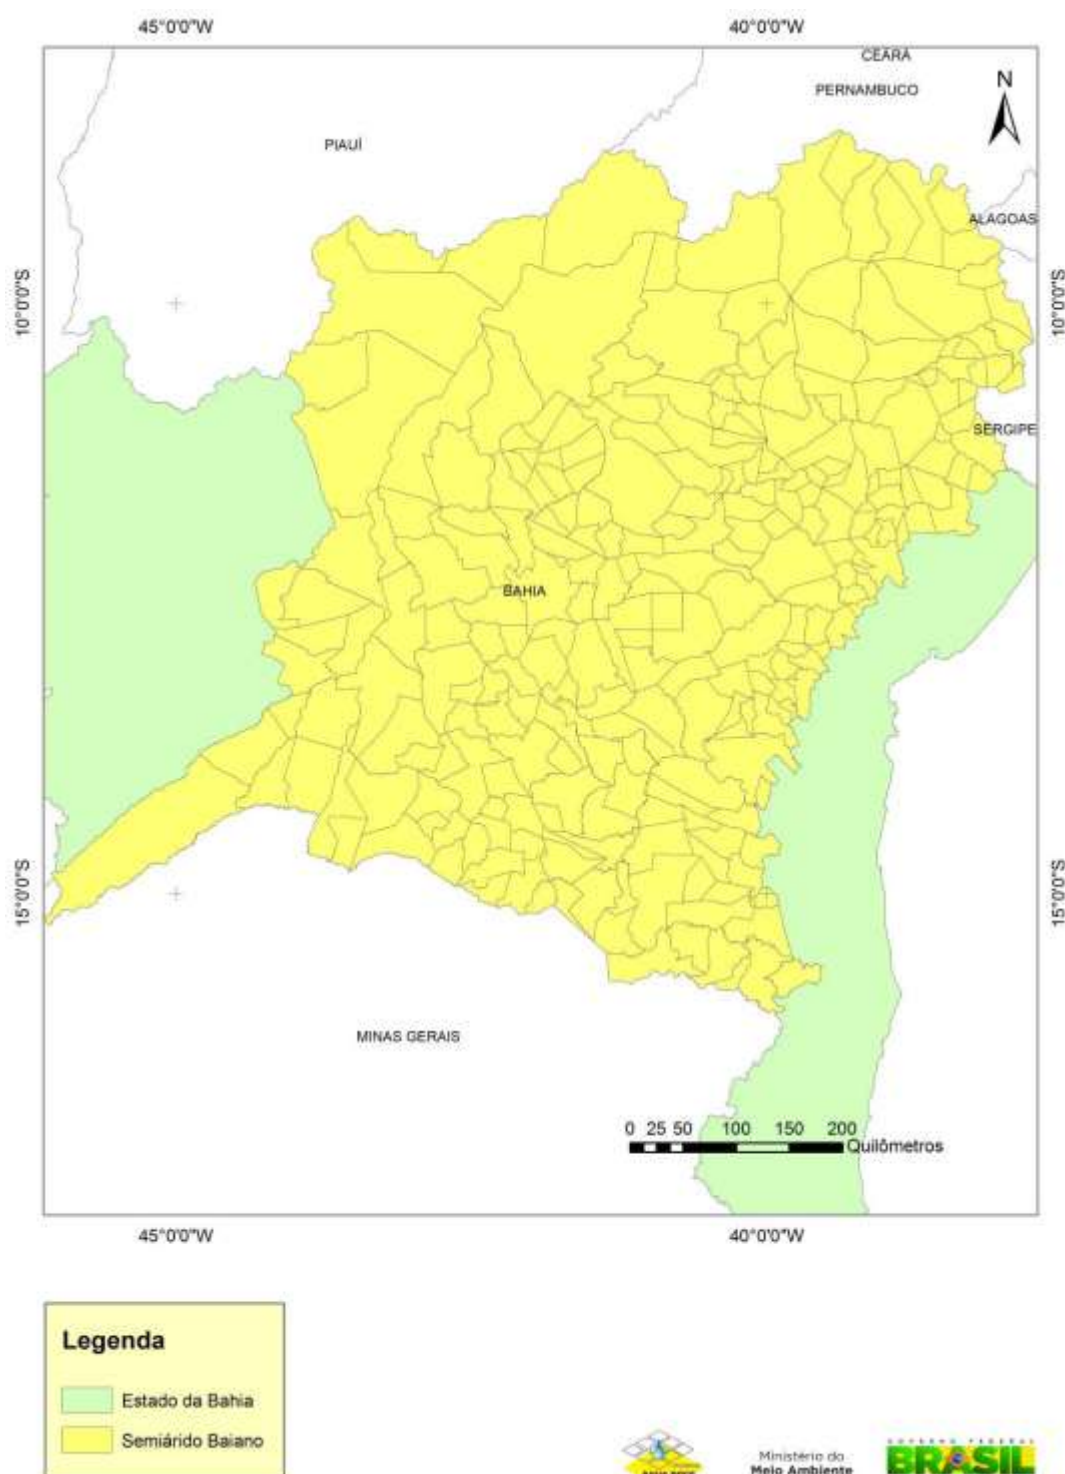 45°0'0"W 40°0'0"W
CEARÁ
N
PERNAMBUCO
PIAUÍ
ALAGOAS
10°0'0"S 10°0'0"S
SERGIPE
BAHIA
15°0'0"S 15°0'0"S
MINAS GERAIS
0 25 50 100 150 200
Quilômetros
45°0'0"W 40°0'0"W
Legenda
Estado da Bahia
Semiárido Baiano
GOVERNO FEDERAL
BRASIL
Ministério do
Meio Ambiente